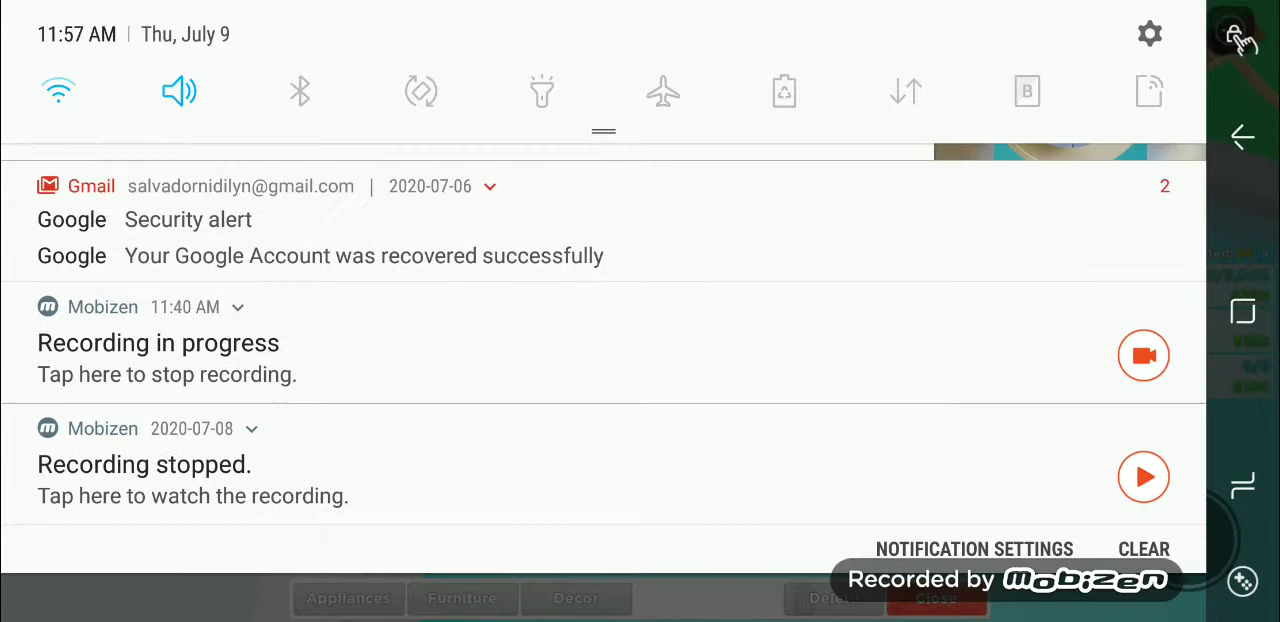 11:57 AM | Thu, July 9
B
Gmail salvadornidilyn@gmail.com | 2020-07-06
2
Google Security alert
Google Your Google Account was recovered successfully
Mobizen 11:40 AM
Recording in progress
Tap here to stop recording.
Mobizen 2020-07-08
Recording stopped.
Tap here to watch the recording.
NOTIFICATION SETTINGS CLEAR
Recorded by mobizen
Appliances Furniture Decor Close